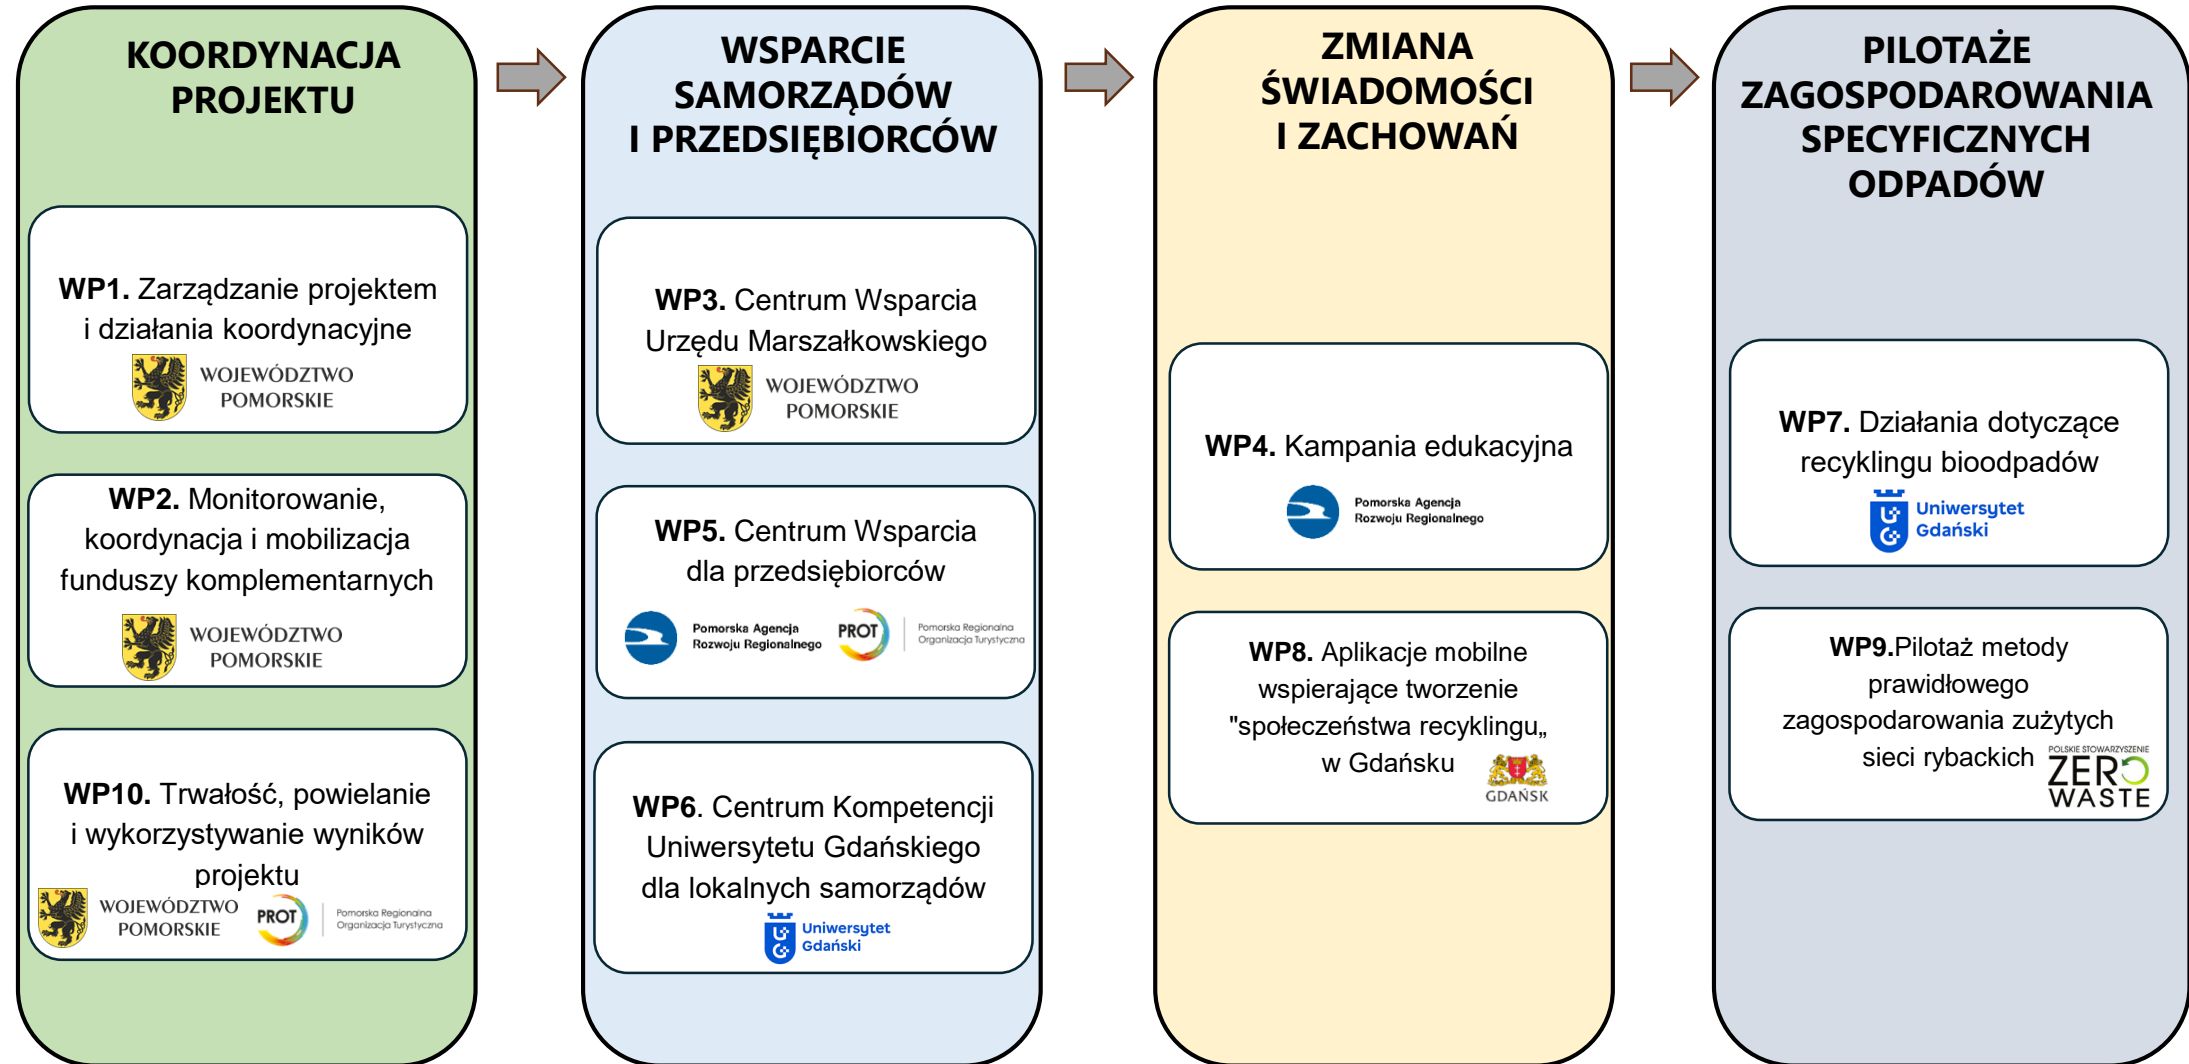 KOORDYNACJA
PROJEKTU
WP1. Zarządzanie projektem
i działania koordynacyjne
WOJEWÓDZTWO
POMORSKIE
WP2. Monitorowanie,
koordynacja i mobilizacja
funduszy komplementarnych
WOJEWÓDZTWO
POMORSKIE
WP10. Trwałość, powielanie
i wykorzystywanie wyników
projektu
WOJEWÓDZTWO
POMORSKIE
PROT
Pomorska Regionalna
Organizacja Turystyczna
WSPARCIE
SAMORZĄDÓW
I PRZEDSIĘBIORCÓW
WP3. Centrum Wsparcia
Urzędu Marszałkowskiego
WOJEWÓDZTWO
POMORSKIE
WP5. Centrum Wsparcia
dla przedsiębiorców
Pomorska Agencja
Rozwoju Regionalnego
PROT
Pomorska Regionalna
Organizacja Turystyczna
WP6. Centrum Kompetencji
Uniwersytetu Gdańskiego
dla lokalnych samorządów
Uniwersytet
Gdański
ZMIANA
ŚWIADOMOŚCI
I ZACHOWAŃ
WP4. Kampania edukacyjna
Pomorska Agencja
Rozwoju Regionalnego
WP8. Aplikacje mobilne
wspierające tworzenie
"społeczeństwa recyklingu„
w Gdańsku
GDAŃSK
PILOTAŻE
ZAGOSPODAROWANIA
SPECYFICZNYCH
ODPADÓW
WP7. Działania dotyczące
recyklingu bioodpadów
UG
Uniwersytet
Gdański
WP9.Pilotaż metody
prawidłowego
zagospodarowania zużytych
sieci rybackich
POLSKIE STOWARZYSZENIE
ZERO
WASTE